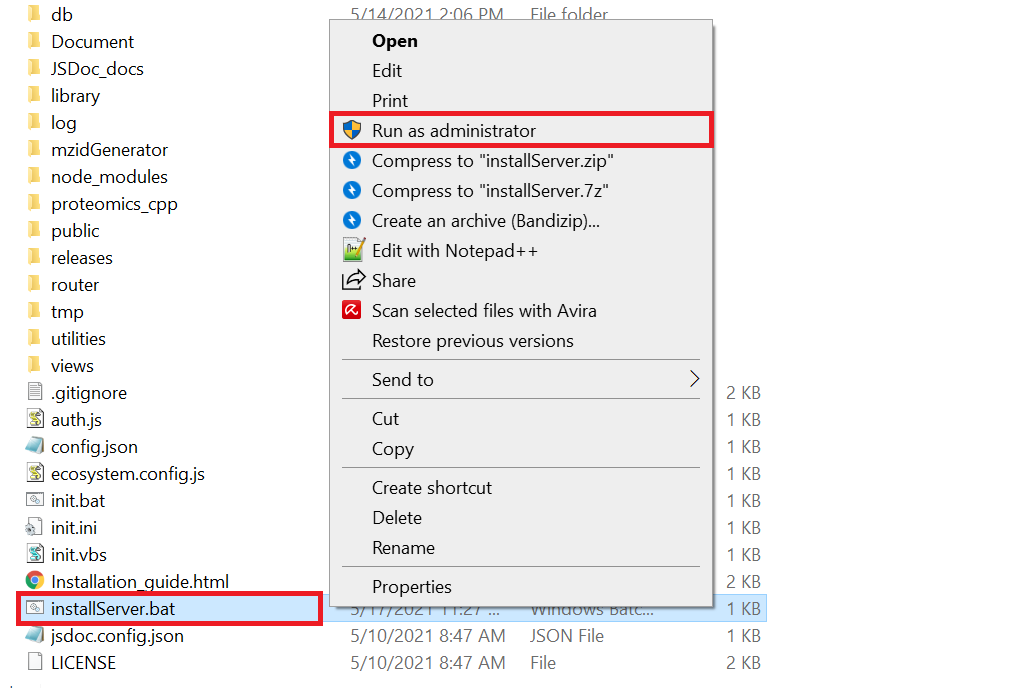 db 5/14/2021 2:06 PM File folder
Document
JSDoc_docs
library
log
mzidGenerator
node_modules
proteomics_cpp
public
releases
router
tmp
utilities
views
.gitignore 2 KB
auth.js 1 KB
config.json 1 KB
ecosystem.config.js 1 KB
init.bat 1 KB
init.ini 1 KB
init.vbs 1 KB
Installation_guide.html 2 KB
installServer.bat 5/17/2021 11:27 ... Windows Batc... 1 KB
jsdoc.config.json 5/10/2021 8:47 AM JSON File 1 KB
LICENSE 5/10/2021 8:47 AM File 2 KB
Open
Edit
Print
Run as administrator
Compress to "installServer.zip"
Compress to "installServer.7z"
Create an archive (Bandizip)...
Edit with Notepad++
Share
Scan selected files with Avira
Restore previous versions
Send to
Cut
Copy
Create shortcut
Delete
Rename
Properties